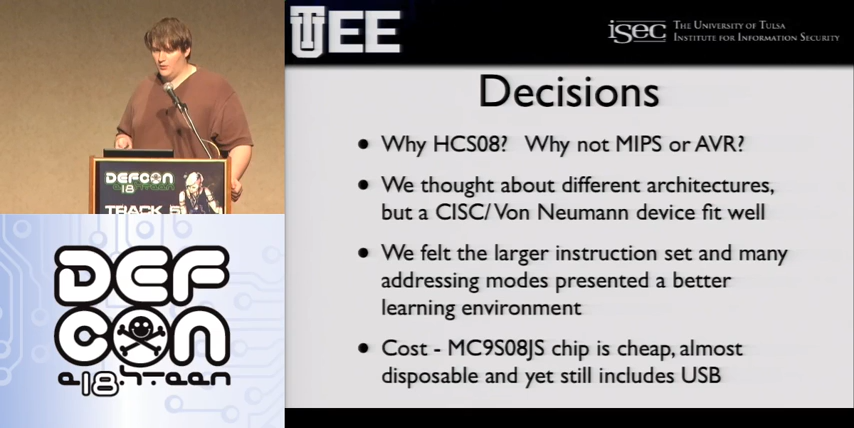 TU EE
isec THE UNIVERSITY OF TULSA
INSTITUTE FOR INFORMATION SECURITY
Decisions
• Why HCS08? Why not MIPS or AVR?
• We thought about different architectures,
but a CISC/Von Neumann device fit well
• We felt the larger instruction set and many
addressing modes presented a better
learning environment
• Cost - MC9S08JS chip is cheap, almost
disposable and yet still includes USB
DEFCON
18
TRACK 5
DEF
CON
e18hteen